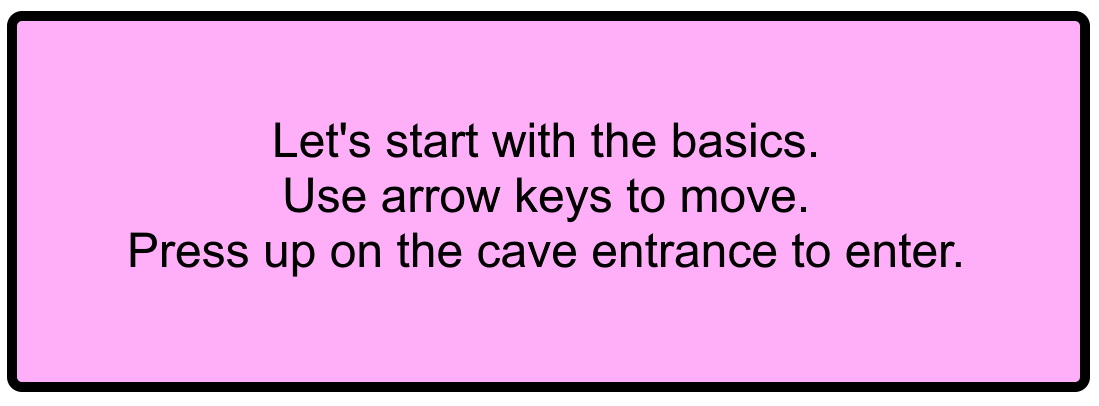 Let's start with the basics.
Use arrow keys to move.
Press up on the cave entrance to enter.